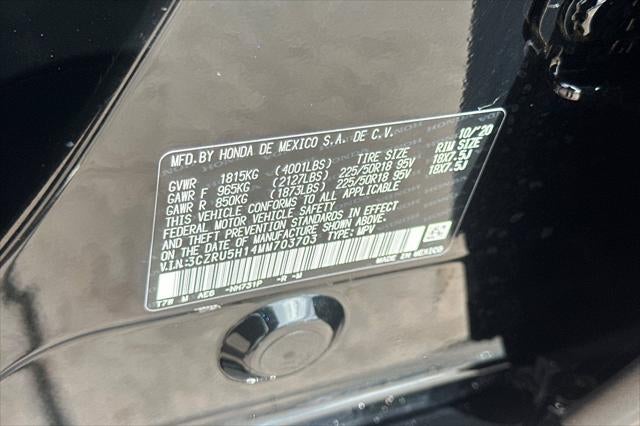 MFD. BY HONDA DE MEXICO S.A. DE C.V. 10/'20
GVWR 1815KG (4001LBS) TIRE SIZE RIM SIZE
GAWR F 965KG (2127LBS) 225/50R18 95V 18X7.5J
GAWR R 850KG (1873LBS) 225/50R18 95V 18X7.5J
THIS VEHICLE CONFORMS TO ALL APPLICABLE
FEDERAL MOTOR VEHICLE SAFETY
AND THEFT PREVENTION STANDARDS IN EFFECT
ON THE DATE OF MANUFACTURE SHOWN ABOVE.
V.I.N.: 3CZRU5H14MM703703 TYPE: MPV
T7W M AEG -NH731P -R -M
MADE IN MEXICO